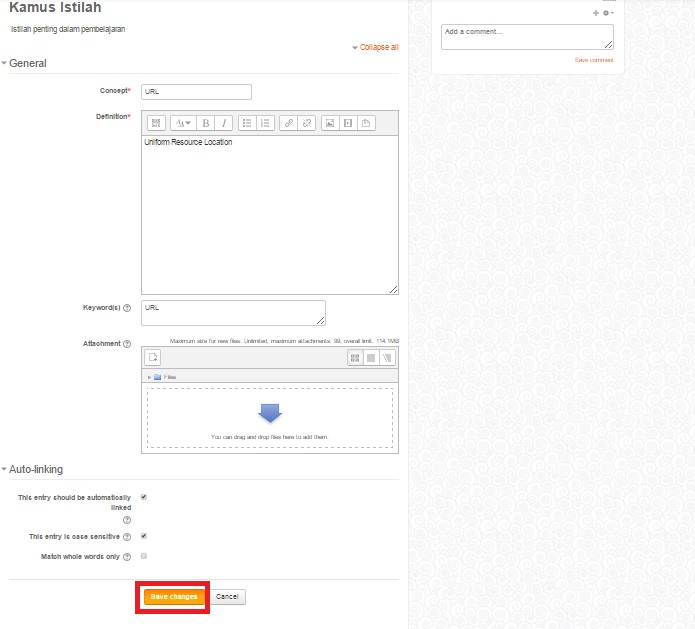 Kamus Istilah
Istilah penting dalam pembelajaran
Collapse all
General
Concept*
URL
Definition*
Uniform Resource Location
Keyword(s)
URL
Attachment
Maximum size for new files: Unlimited, maximum attachments: 99, overall limit: 114.1MB
Files
You can drag and drop files here to add them.
Auto-linking
This entry should be automatically
linked
This entry is case sensitive
Match whole words only
Save changes
Cancel
Add a comment...
Save comment